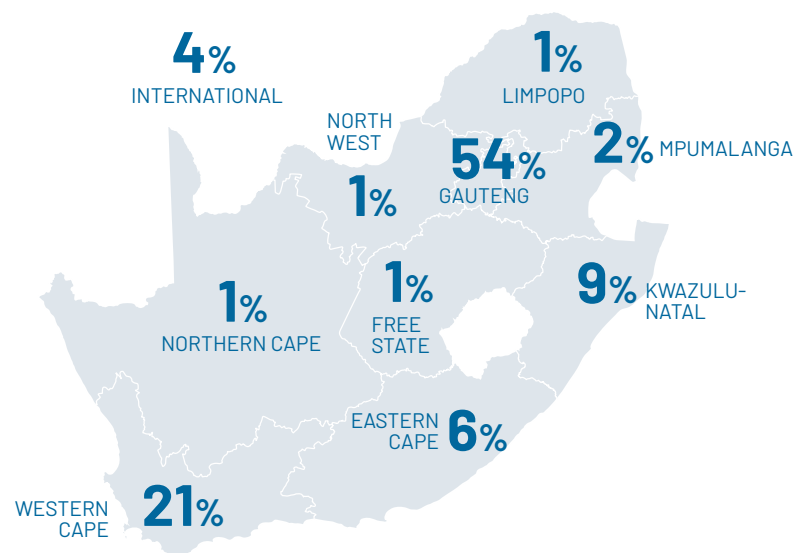 4%
INTERNATIONAL
1%
LIMPOPO
NORTH
WEST
1%
54%
GAUTENG
2% MPUMALANGA
1%
NORTHERN CAPE
1%
FREE
STATE
9% KWAZULU-
NATAL
EASTERN
CAPE 6%
WESTERN
CAPE
21%